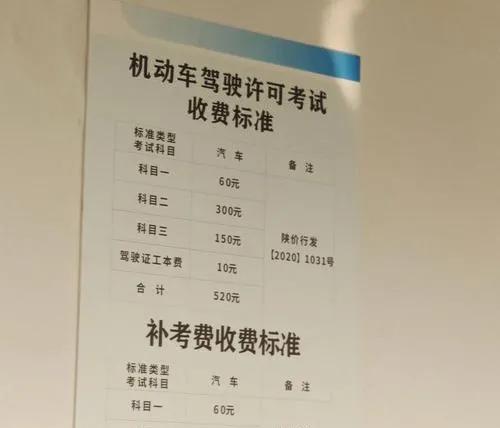 机动车驾驶许可考试
收费标准
标准类型
考试科目
汽 车
备 注
科目一
60元
科目二
300元
科目三
150元
陕价行发
【2020】1031号
驾驶证工本费
10元
合 计
520元
补考费收费标准
标准类型
考试科目
汽 车
备 注
科目一
60元